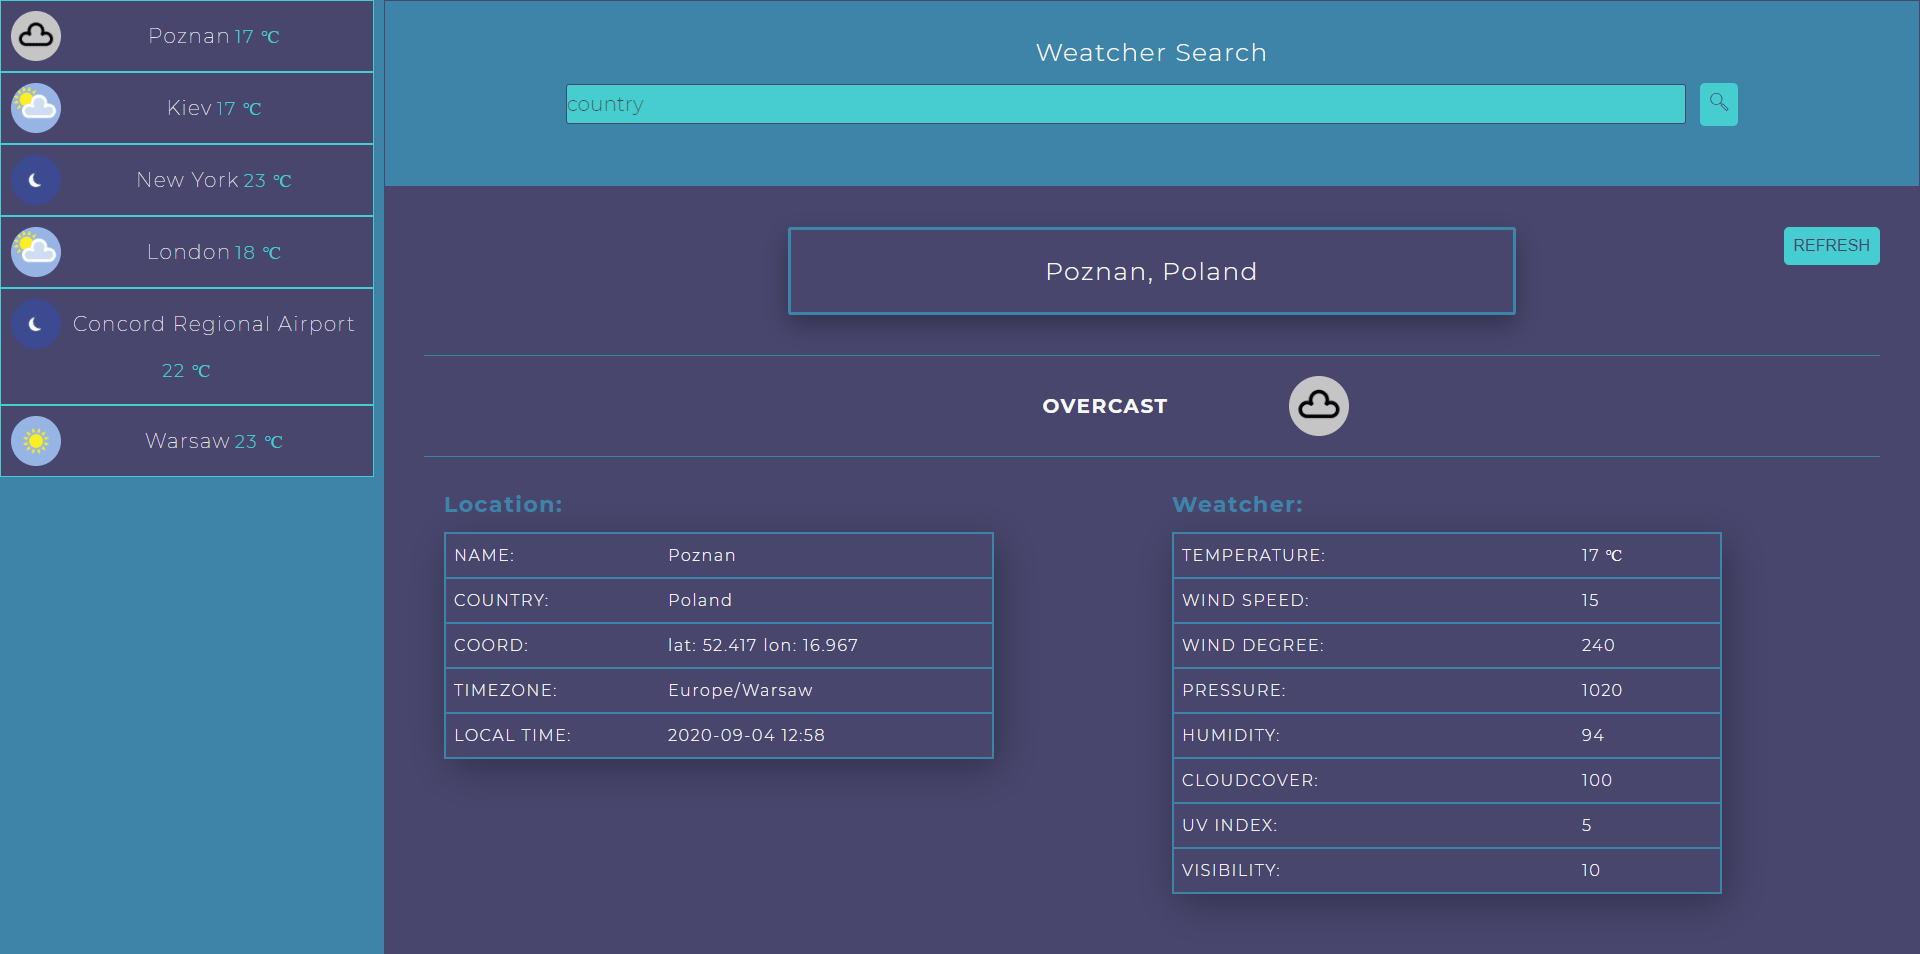 Poznan 17 ℃
Kiev 17 ℃
New York 23 ℃
London 18 ℃
Concord Regional Airport
22 ℃
Warsaw 23 ℃
Weatcher Search
country
Poznan, Poland
REFRESH
OVERCAST
Location:
NAME: Poznan
COUNTRY: Poland
COORD: lat: 52.417 lon: 16.967
TIMEZONE: Europe/Warsaw
LOCAL TIME: 2020-09-04 12:58
Weatcher:
TEMPERATURE: 17 ℃
WIND SPEED: 15
WIND DEGREE: 240
PRESSURE: 1020
HUMIDITY: 94
CLOUDCOVER: 100
UV INDEX: 5
VISIBILITY: 10